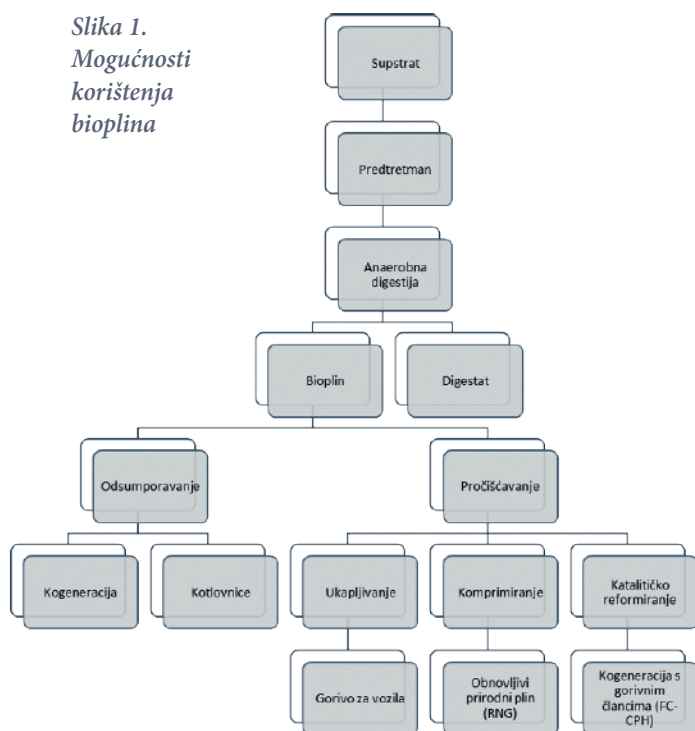 Slika 1.
Mogućnosti
korištenja
bioplina
Supstrat
Predtretman
Anaerobna
digestija
Bioplin
Digestat
Odsumporavanje
Pročišćavanje
Kogeneracija
Kotlovnice
Ukapljivanje
Komprimiranje
Katalitičko
reformiranje
Gorivo za vozila
Obnovljivi
prirodni plin
(RNG)
Kogeneracija s
gorivnim
člancima (FC-
CPH)